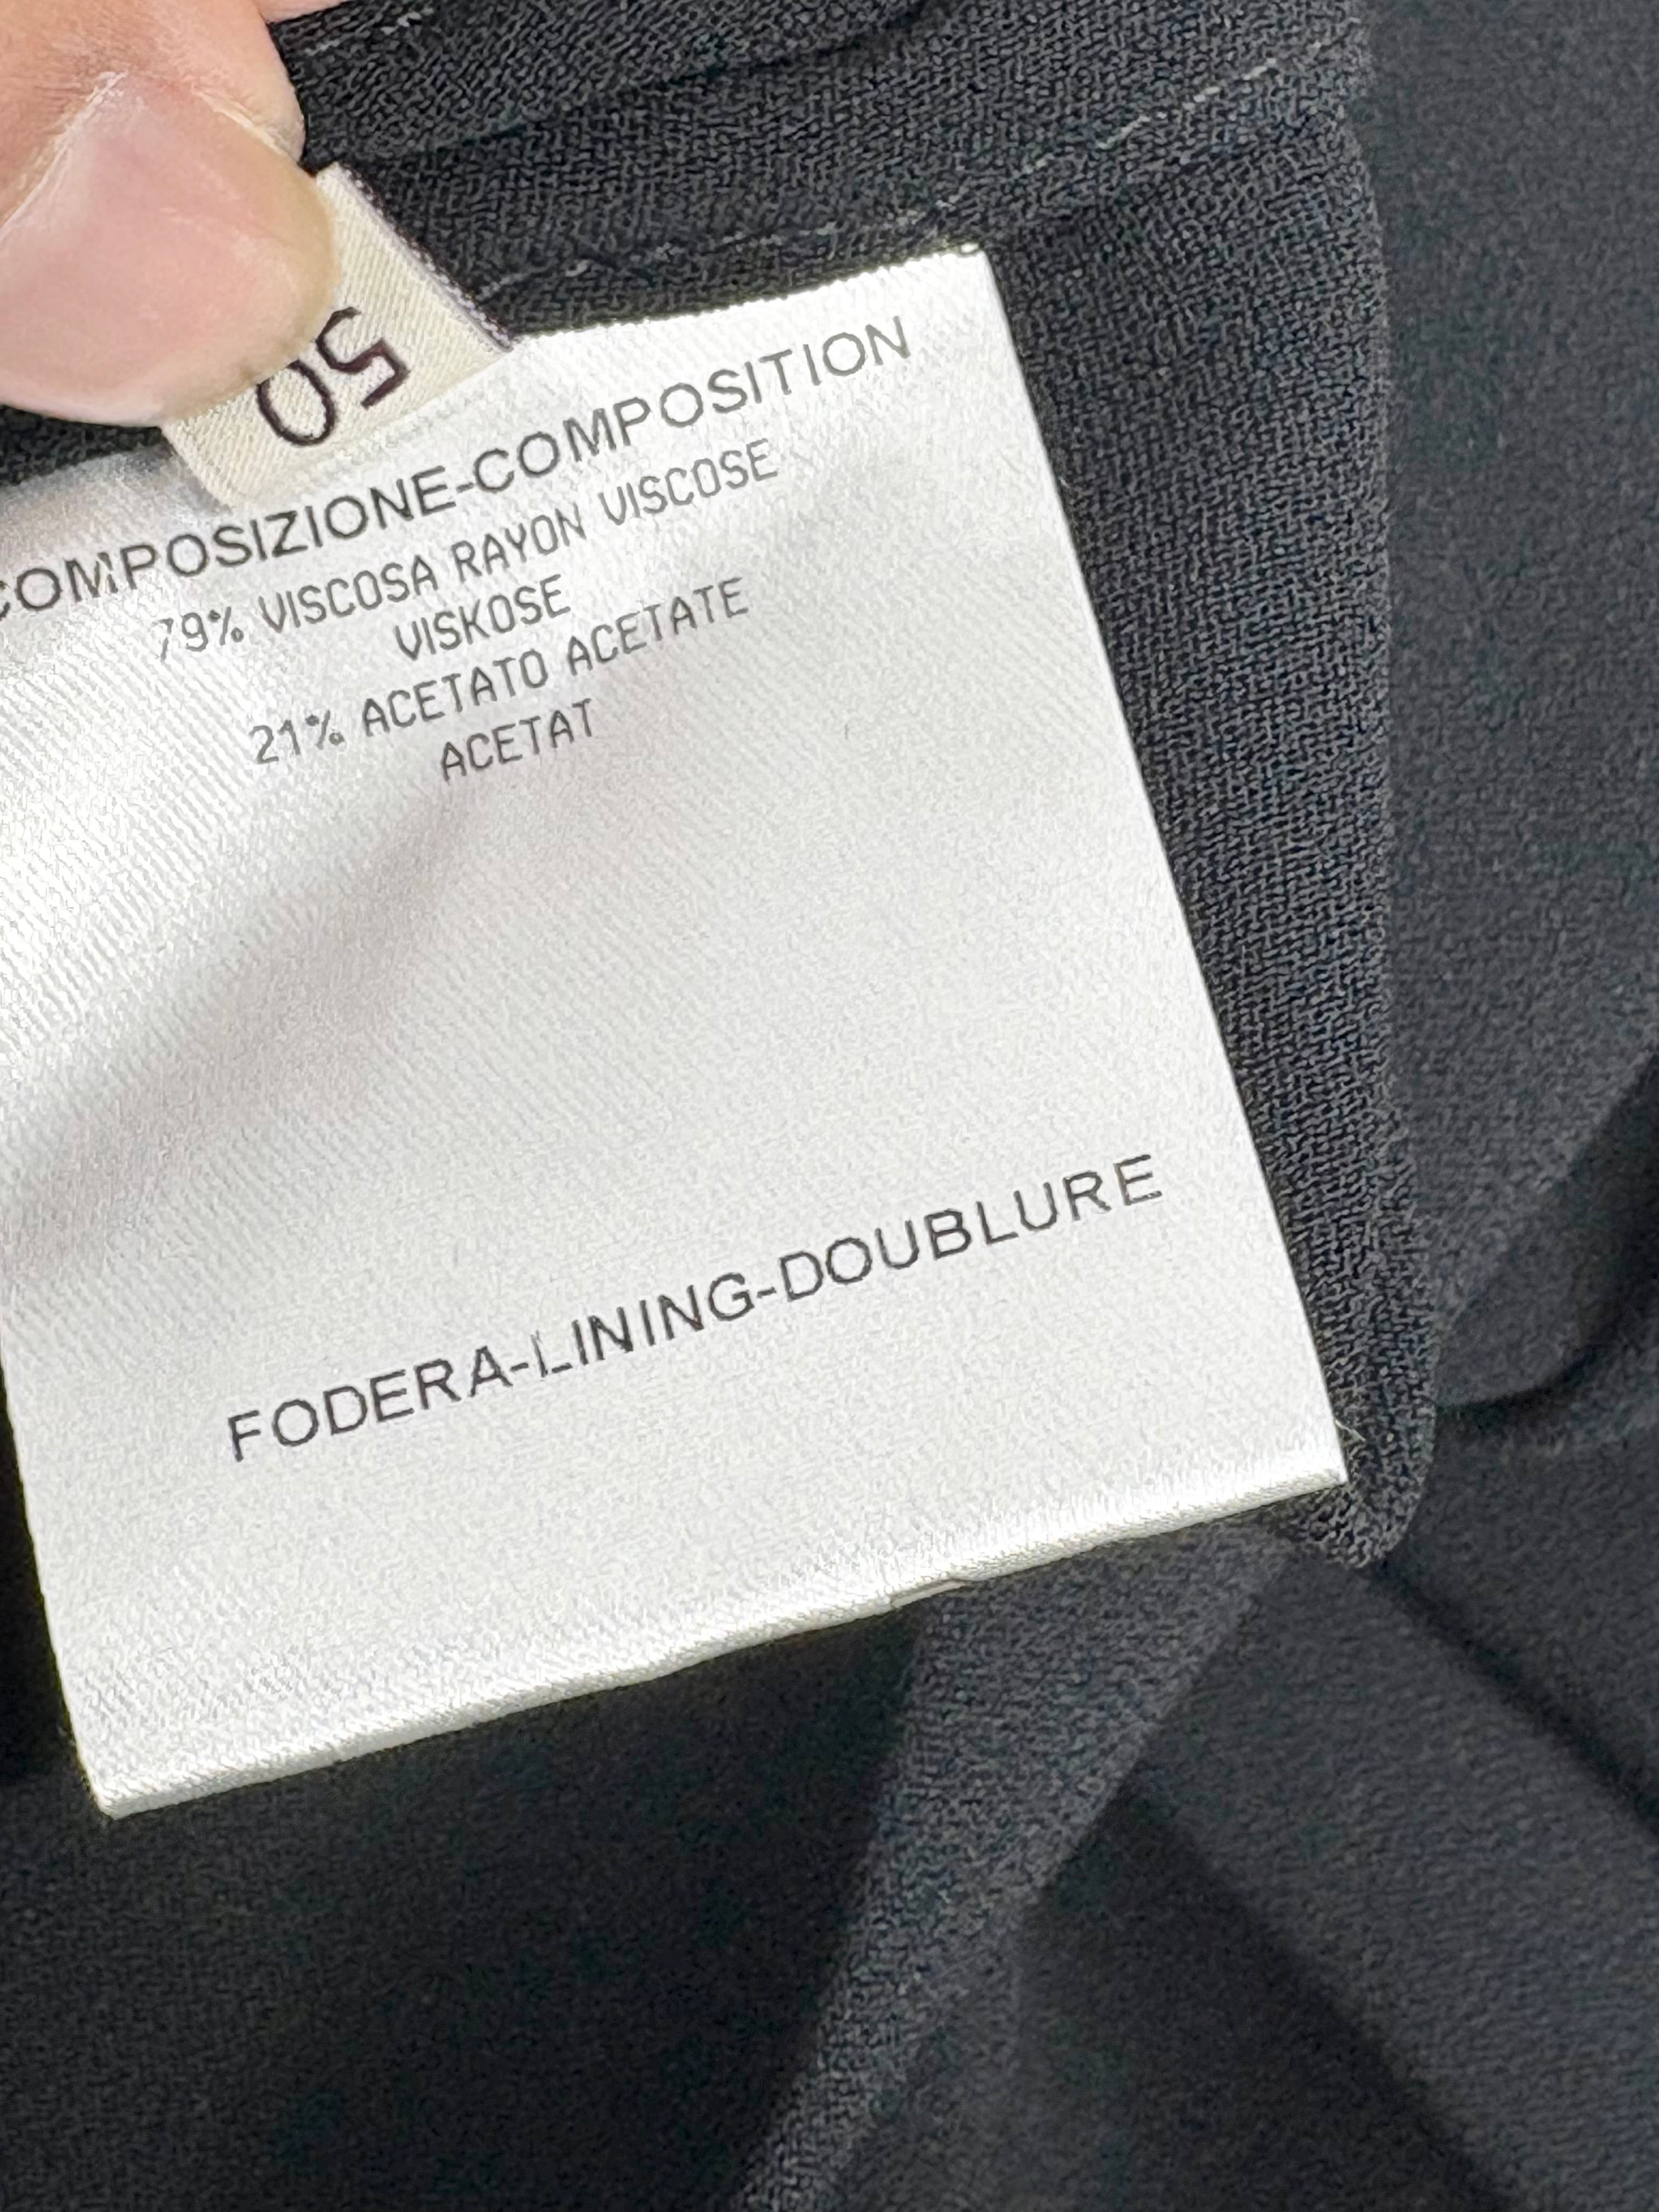 50
COMPOSIZIONE-COMPOSITION
79% VISCOSA RAYON VISCOSE
VISKOSE
21% ACETATO ACETATE
ACETAT
FODERA-LINING-DOUBLURE